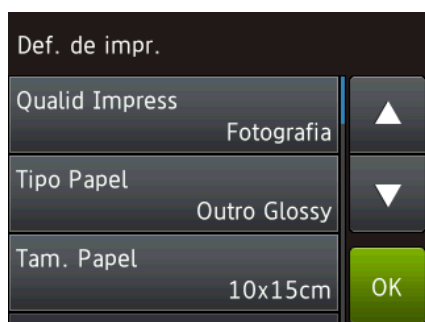 Def. de impr.
Qualid Impress
Fotografia
Tipo Papel
Outro Glossy
Tam. Papel
10x15cm
OK